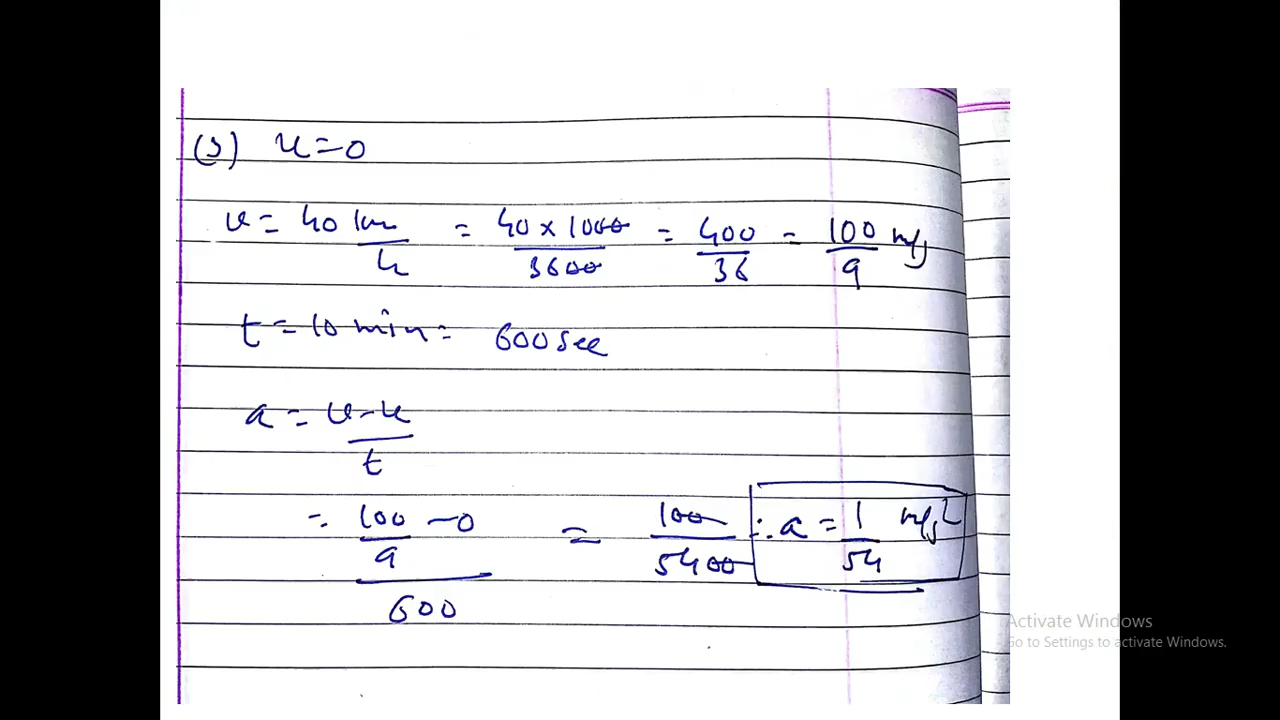 (3) u=0
v = 40 km/h = 40 x 1000/3600 = 400/36 = 100/9 m/s
t = 10 min = 600 sec
a = v-u/t
= 100/9 - 0/600 = 100/5400 ∴ a = 1/54 m/s²
Activate Windows
Go to Settings to activate Windows.